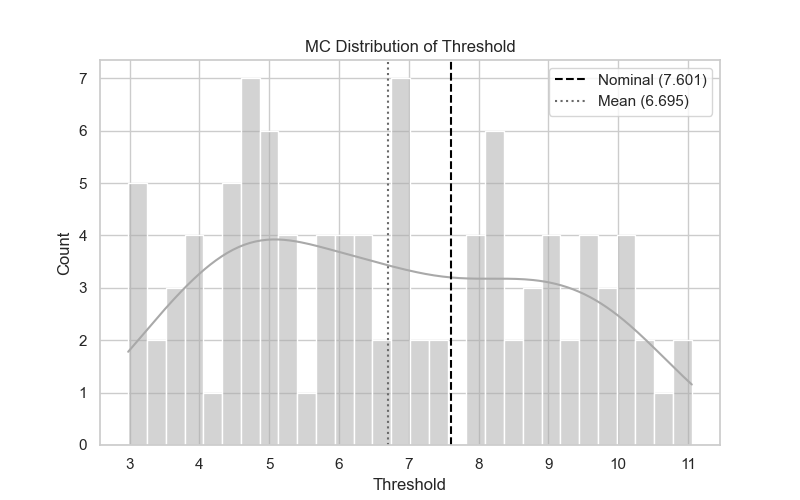 MC Distribution of Threshold
Nominal (7.601)
Mean (6.695)
Count
7
6
5
4
3
2
1
0
3 4 5 6 7 8 9 10 11
Threshold